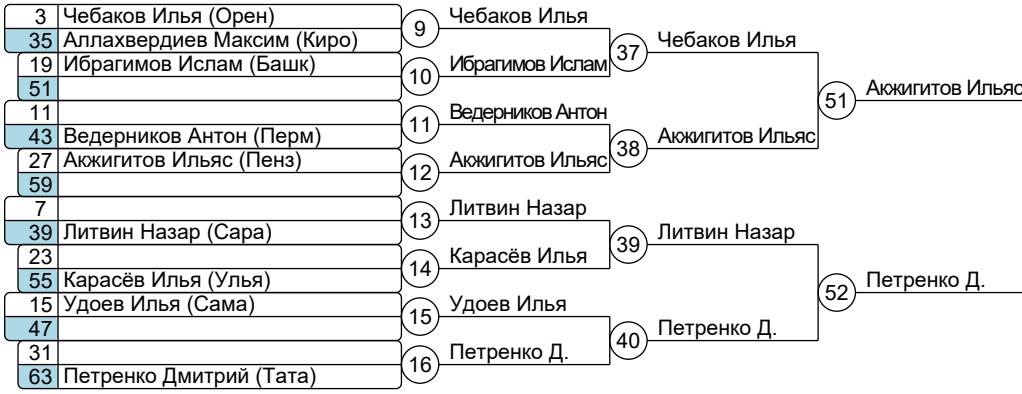 3 Чебаков Илья (Орен)
35 Аллахвердиев Максим (Киро)
19 Ибрагимов Ислам (Башк)
51
11
43 Ведерников Антон (Перм)
27 Акжигитов Ильяс (Пенз)
59
7
39 Литвин Назар (Сара)
23
55 Карасёв Илья (Улья)
15 Удоев Илья (Сама)
47
31
63 Петренко Дмитрий (Тата)
9 Чебаков Илья
10 Ибрагимов Ислам
11 Ведерников Антон
12 Акжигитов Ильяс
13 Литвин Назар
14 Карасёв Илья
15 Удоев Илья
16 Петренко Д.
37 Чебаков Илья
38 Акжигитов Ильяс
39 Литвин Назар
40 Петренко Д.
51 Акжигитов Ильяс
52 Петренко Д.